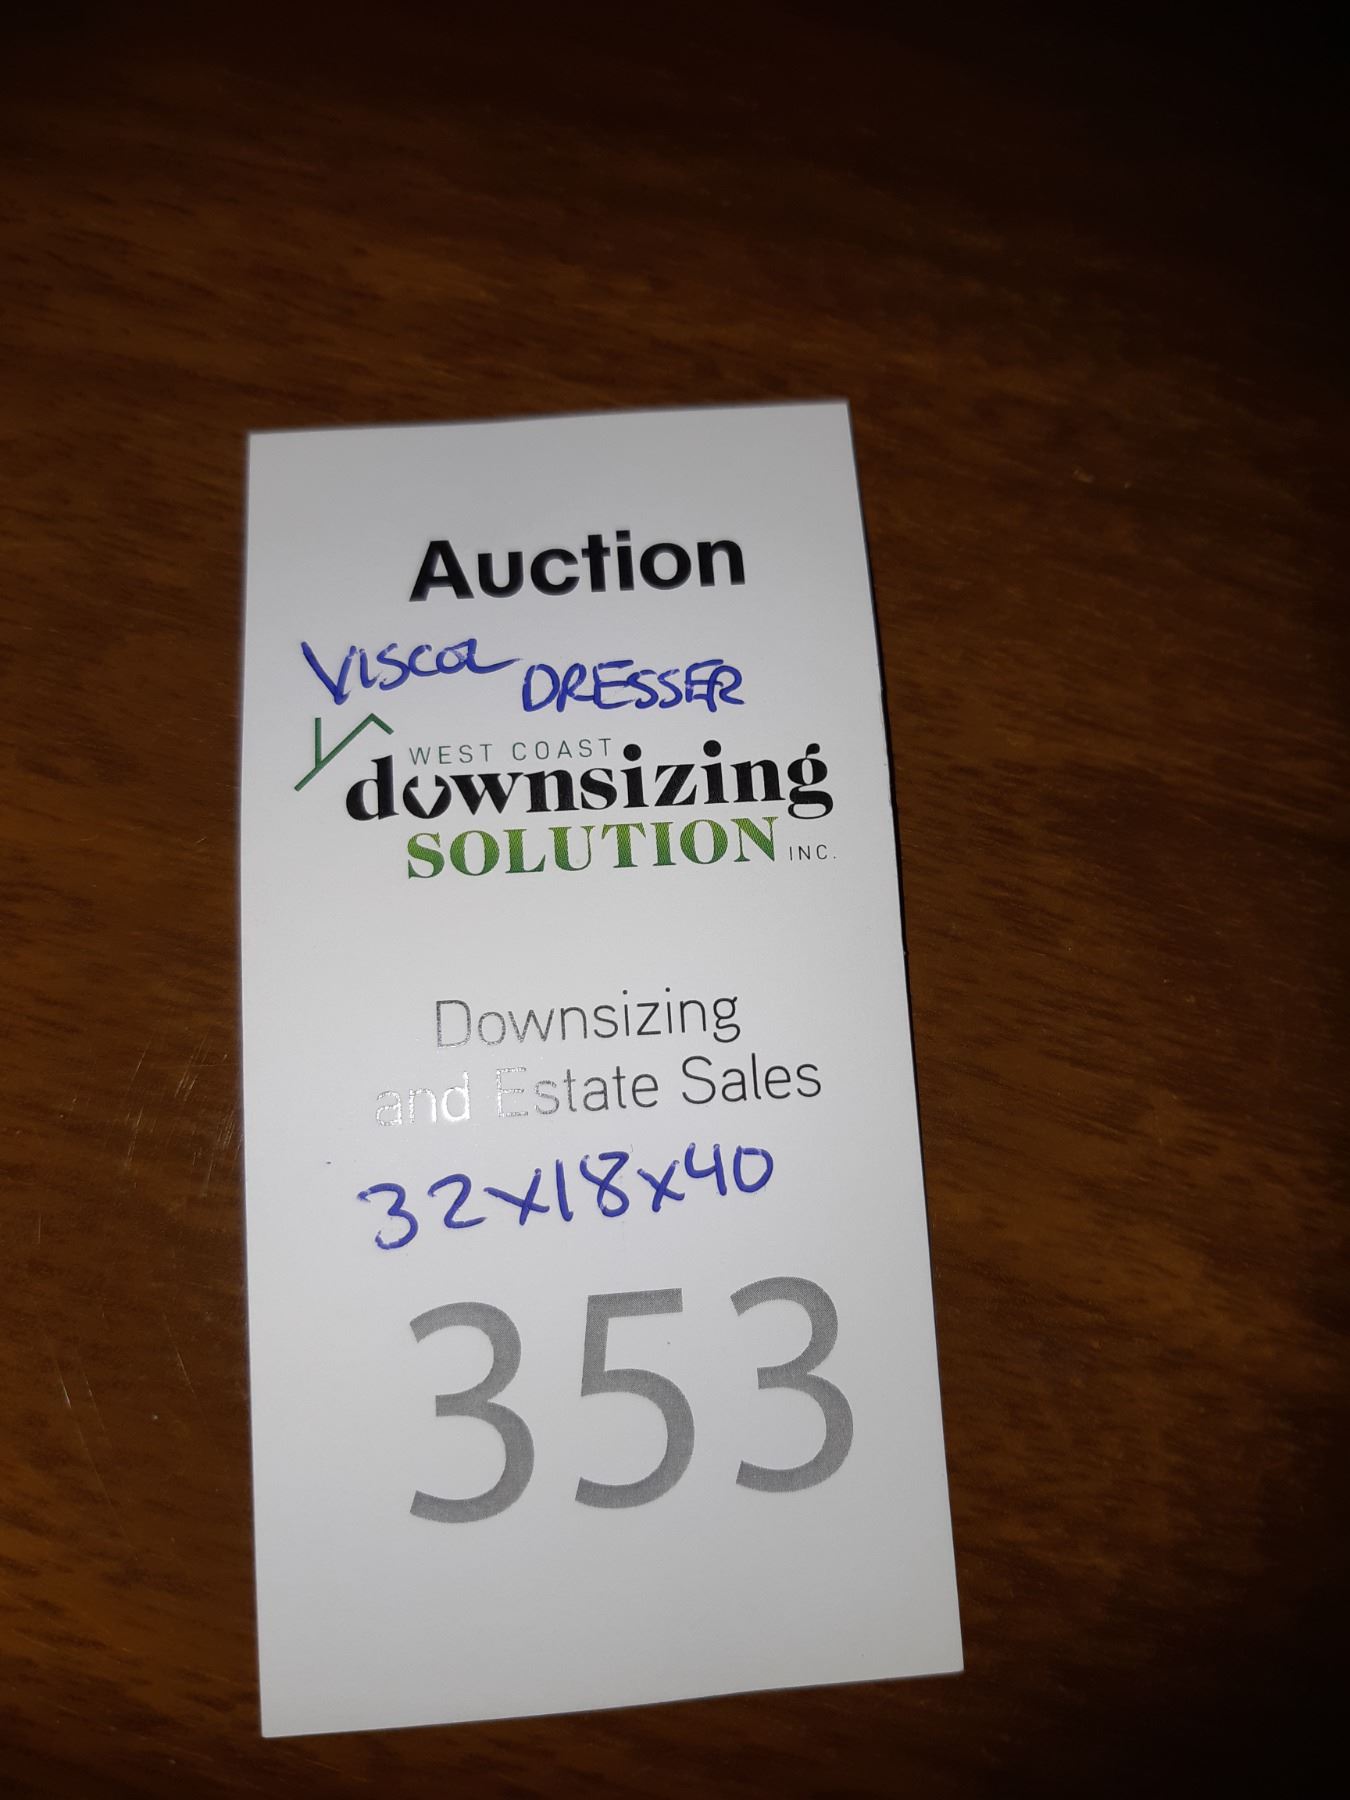 Auction
VISCOL DRESSER
WEST COAST
downsizing
SOLUTION INC.
Downsizing
and Estate Sales
32x18x40
353